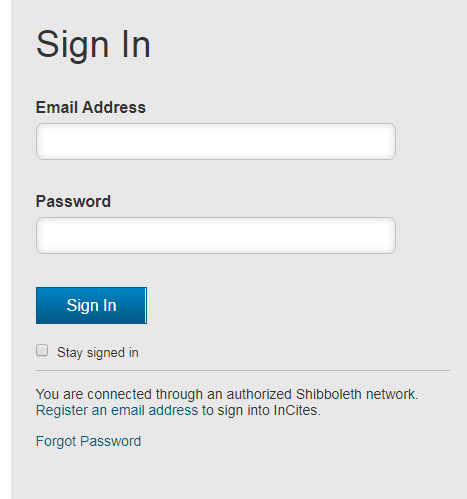 Sign In
Email Address
Password
Sign In
Stay signed in
You are connected through an authorized Shibboleth network.
Register an email address to sign into InCites.
Forgot Password